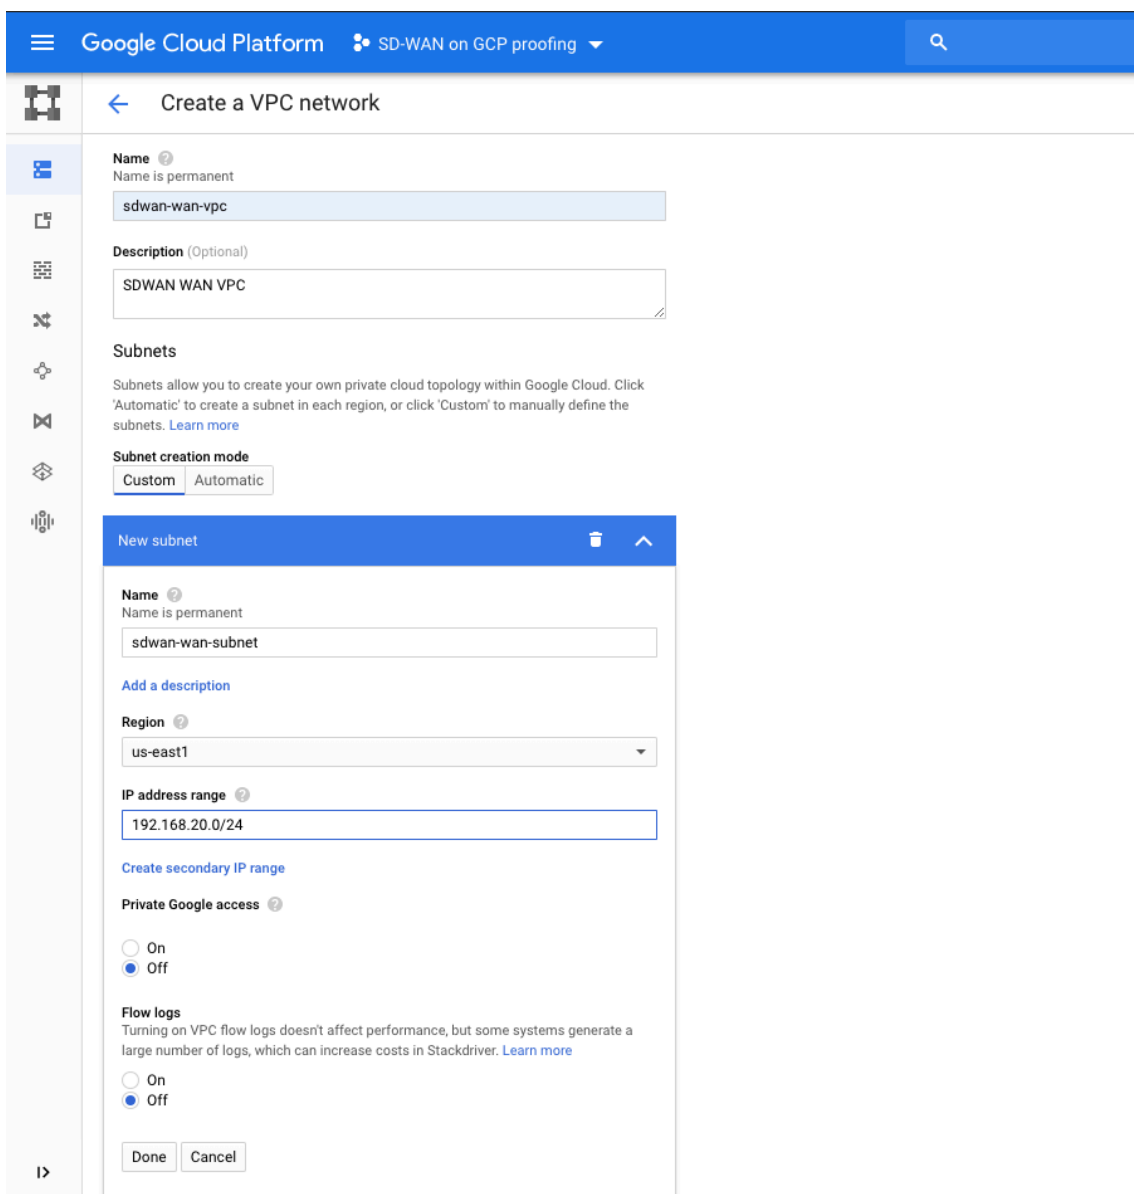 Google Cloud Platform
SD-WAN on GCP proofing
Create a VPC network
Name
Name is permanent
sdwan-wan-vpc
Description (Optional)
SDWAN WAN VPC
Subnets
Subnets allow you to create your own private cloud topology within Google Cloud. Click
'Automatic' to create a subnet in each region, or click 'Custom' to manually define the
subnets. Learn more
Subnet creation mode
Custom Automatic
New subnet
Name
Name is permanent
sdwan-wan-subnet
Add a description
Region
us-east1
IP address range
192.168.20.0/24
Create secondary IP range
Private Google access
On
Off
Flow logs
Turning on VPC flow logs doesn't affect performance, but some systems generate a
large number of logs, which can increase costs in Stackdriver. Learn more
On
Off
Done Cancel